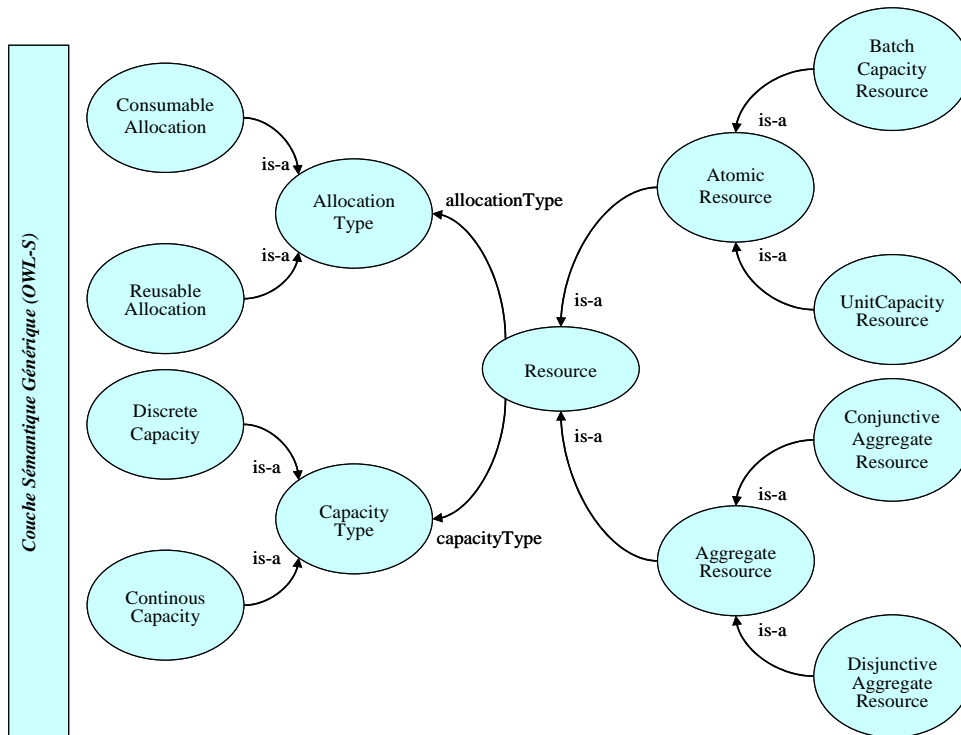 Couche Sémantique Générique (OWL-S)
Consumable
Allocation
is-a
Allocation
Type
allocationType
is-a
Reusable
Allocation
Discrete
Capacity
is-a
Capacity
Type
capacityType
is-a
Continous
Capacity
Resource
is-a
is-a
Batch
Capacity
Resource
is-a
Atomic
Resource
is-a
UnitCapacity
Resource
Conjunctive
Aggregate
Resource
is-a
Aggregate
Resource
is-a
Disjunctive
Aggregate
Resource